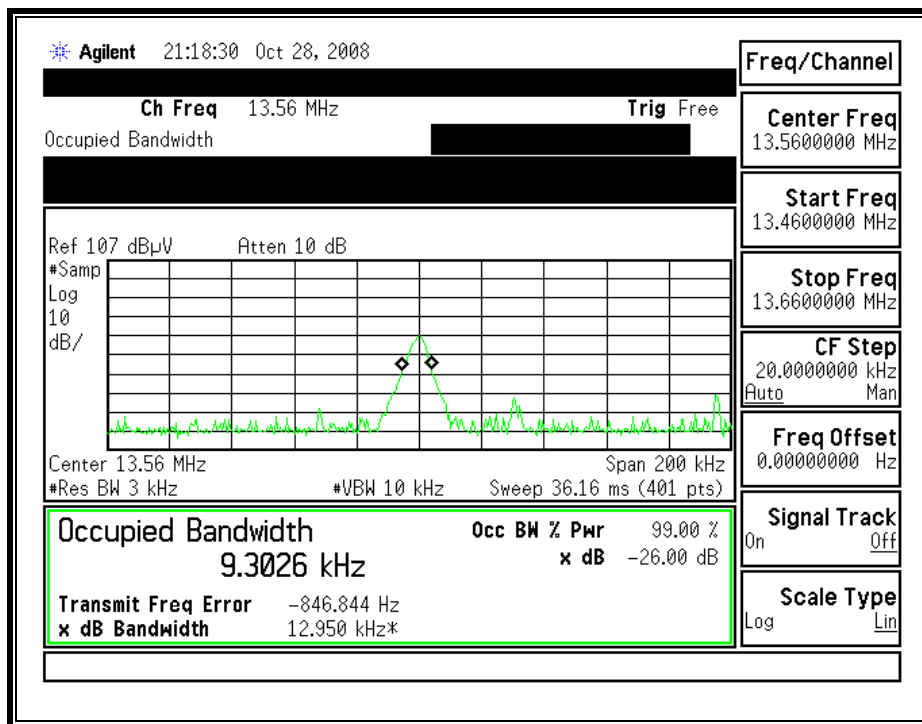 Agilent 21:18:30 Oct 28, 2008
Ch Freq 13.56 MHz Trig Free
Occupied Bandwidth
Ref 107 dBµV Atten 10 dB
#Samp
Log
10
dB/
Center 13.56 MHz Span 200 kHz
#Res BW 3 kHz #VBW 10 kHz Sweep 36.16 ms (401 pts)
Occupied Bandwidth
9.3026 kHz
Occ BW % Pwr 99.00 %
x dB -26.00 dB
Transmit Freq Error -846.844 Hz
x dB Bandwidth 12.950 kHz*
Freq/Channel
Center Freq
13.5600000 MHz
Start Freq
13.4600000 MHz
Stop Freq
13.6600000 MHz
CF Step
20.0000000 kHz
Auto Man
Freq Offset
0.00000000 Hz
Signal Track
On Off
Scale Type
Log Lin